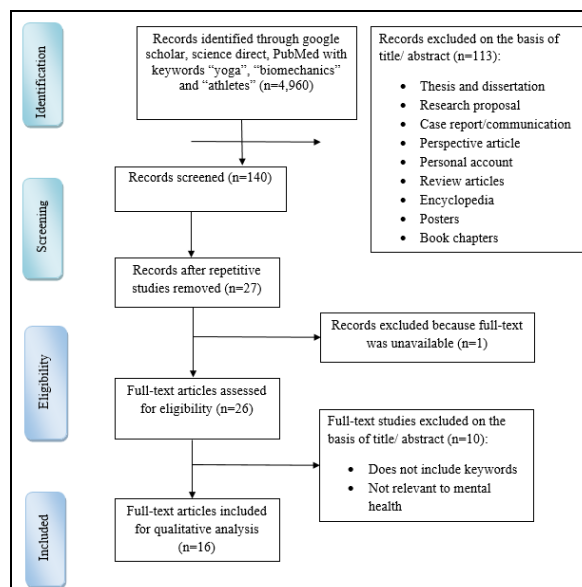 Identification
Records identified through google
scholar, science direct, PubMed with
keywords “yoga”, “biomechanics”
and “athletes” (n=4,960)
Records excluded on the basis of
title/ abstract (n=113):
• Thesis and dissertation
• Research proposal
• Case report/communication
• Perspective article
• Personal account
• Review articles
• Encyclopedia
• Posters
• Book chapters
Screening
Records screened (n=140)
Records after repetitive
studies removed (n=27)
Records excluded because full-text
was unavailable (n=1)
Eligibility
Full-text articles assessed
for eligibility (n=26)
Full-text studies excluded on the
basis of title/ abstract (n=10):
• Does not include keywords
• Not relevant to mental
health
Included
Full-text articles included
for qualitative analysis
(n=16)